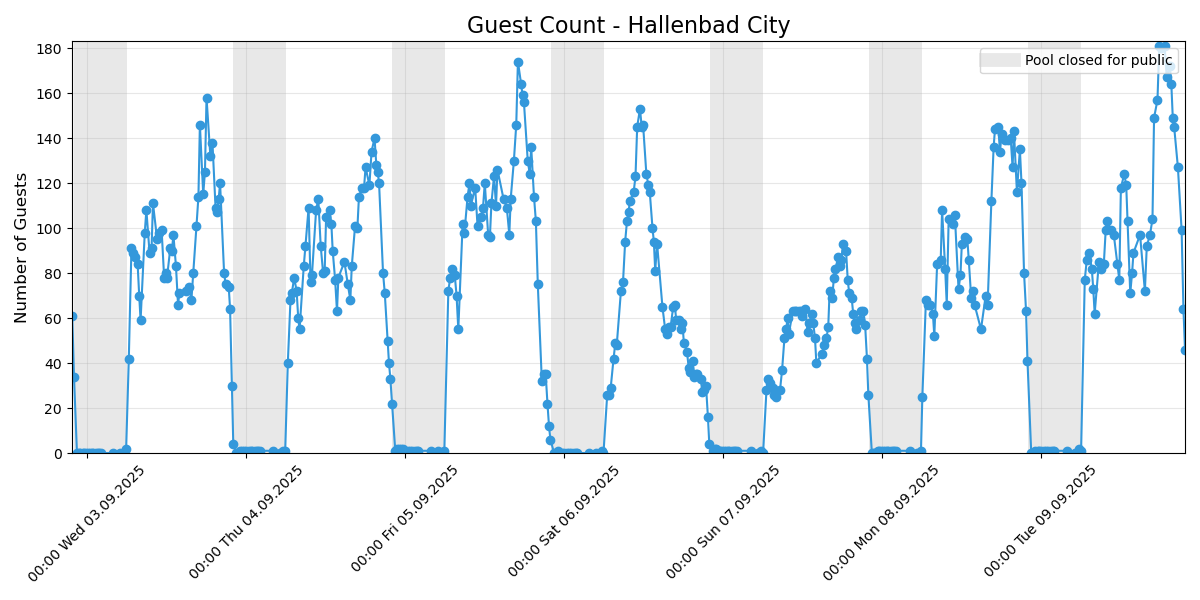 Guest Count - Hallenbad City
Pool closed for public
Number of Guests
180
160
140
120
100
80
60
40
20
0
00:00 Wed 03.09.2025
00:00 Thu 04.09.2025
00:00 Fri 05.09.2025
00:00 Sat 06.09.2025
00:00 Sun 07.09.2025
00:00 Mon 08.09.2025
00:00 Tue 09.09.2025